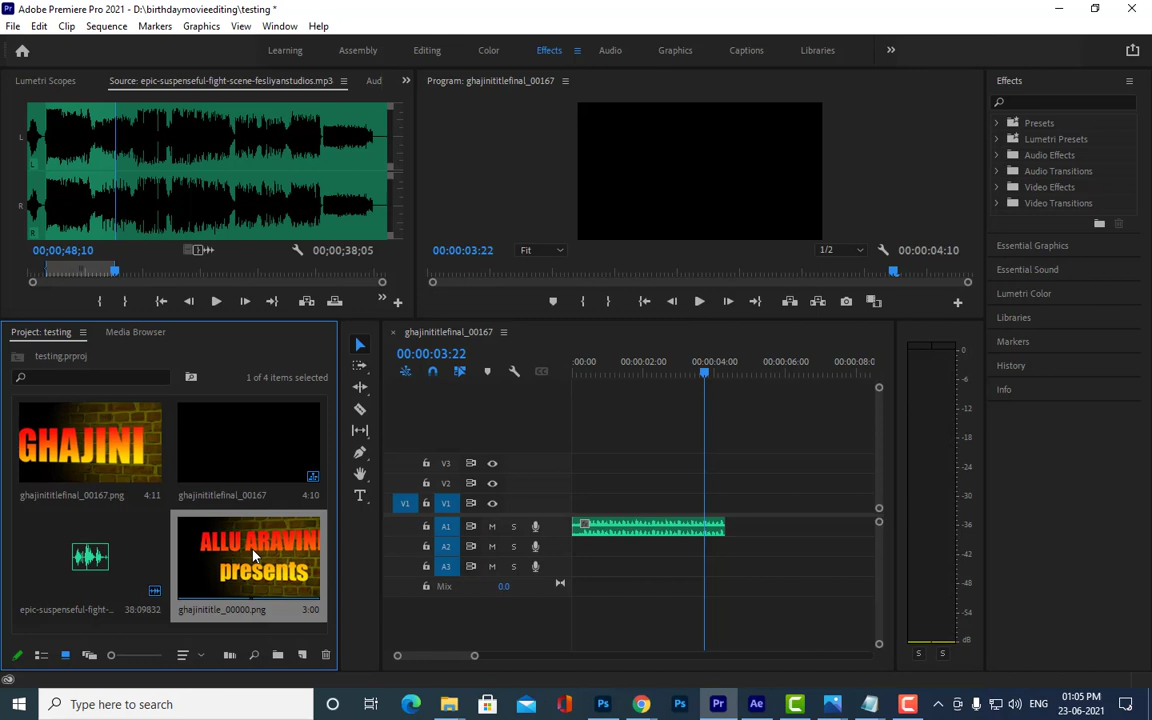 Adobe Premiere Pro 2021 - D:\birthdaymovieediting\testing *
File Edit Clip Sequence Markers Graphics View Window Help
Learning Assembly Editing Color Effects Audio Graphics Captions Libraries
Lumetri Scopes Source: epic-suspenseful-fight-scene-fesliyanstudios.mp3 Aud
Program: ghajinititlefinal_00167
Effects
L
R
Presets
Lumetri Presets
Audio Effects
Audio Transitions
Video Effects
Video Transitions
00;00;48;10 00;00;38;05
00:00:03:22 Fit 1/2 00:00:04:10
Essential Graphics
Essential Sound
Lumetri Color
Libraries
Markers
History
Info
Project: testing Media Browser
testing.prproj
1 of 4 items selected
GHAJINI
ghajinititlefinal_00167.png 4:11
ghajinititlefinal_00167 4:10
epic-suspenseful-fight-... 38:09832
ALLU ARAVIN
presents
ghajinititle_00000.png 3:00
ghajinititlefinal_00167
00:00:03:22
:00:00 00:00:02:00 00:00:04:00 00:00:06:00 00:00:08:0
V3
V2
V1 V1
A1 M S
A2 M S
A3 M S
Mix 0.0
0
-6
-12
-18
-24
-30
-36
-42
-48
-54
dB
S S
Type here to search
ENG
01:05 PM
23-06-2021